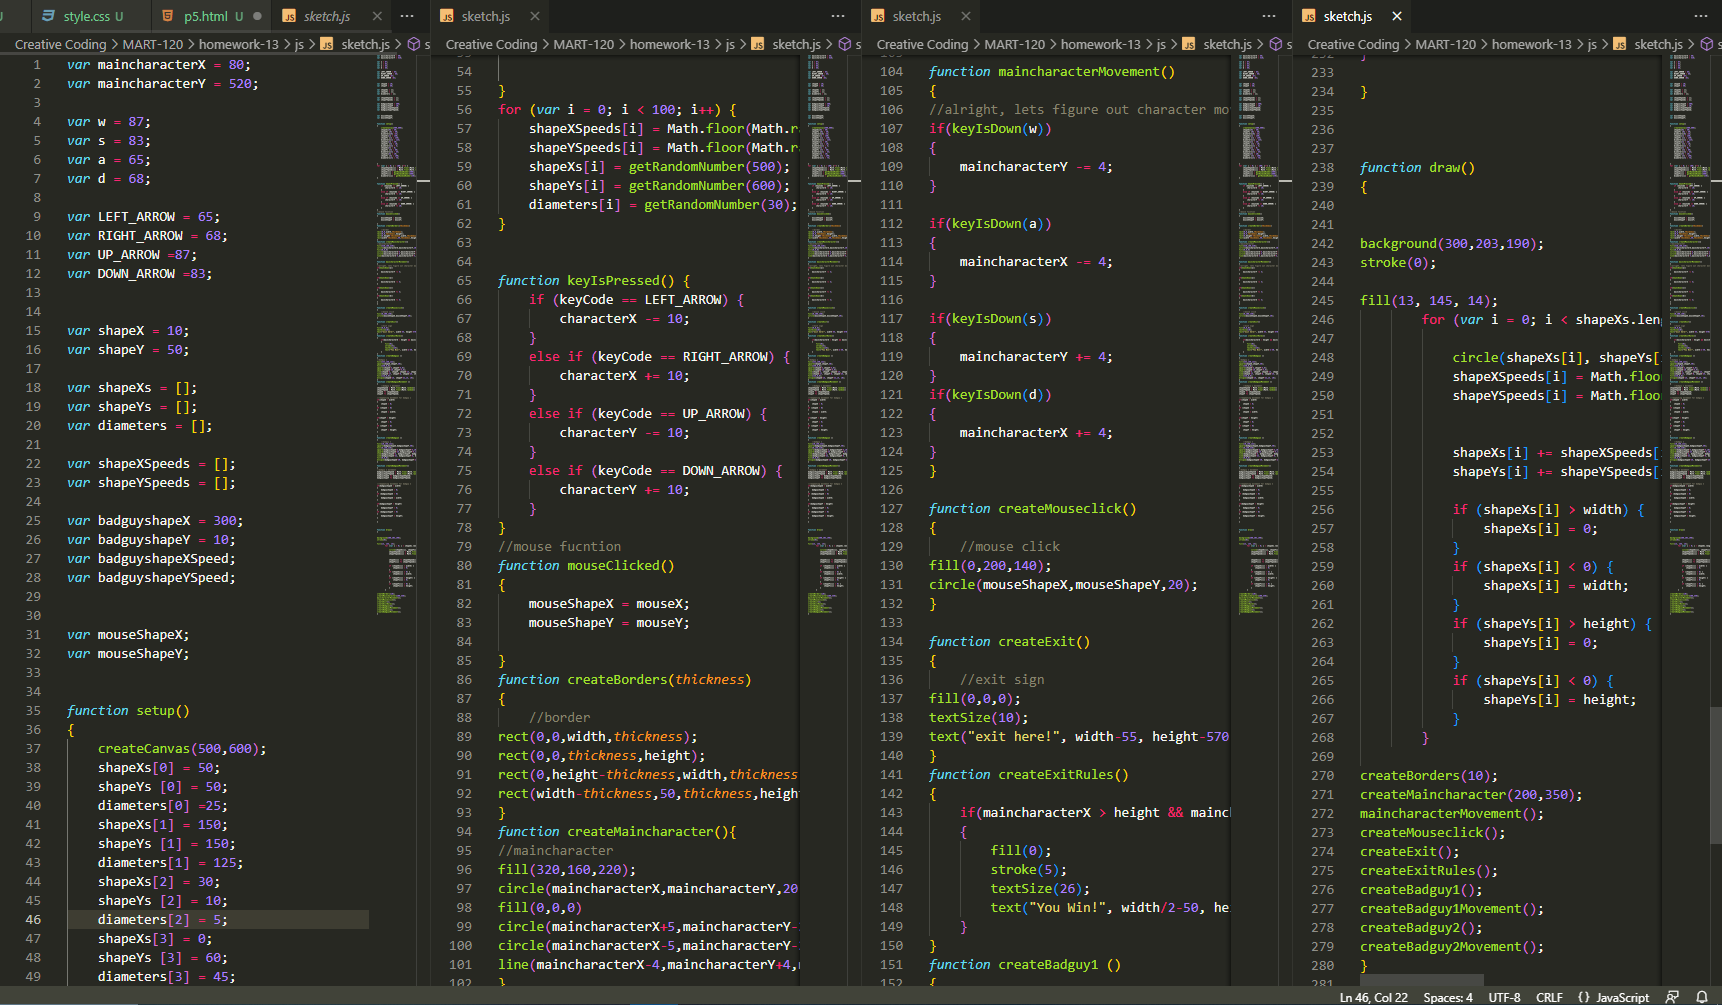 style.css U
p5.html U
sketch.js
sketch.js
sketch.js
sketch.js
Creative Coding > MART-120 > homework-13 > js > sketch.js >
1 var maincharacterX = 80;
2 var maincharacterY = 520;
3
4 var w = 87;
5 var s = 83;
6 var a = 65;
7 var d = 68;
8
9 var LEFT_ARROW = 65;
10 var RIGHT_ARROW = 68;
11 var UP_ARROW =87;
12 var DOWN_ARROW =83;
13
14
15 var shapeX = 10;
16 var shapeY = 50;
17
18 var shapeXs = [];
19 var shapeYs = [];
20 var diameters = [];
21
22 var shapeXSpeeds = [];
23 var shapeYSpeeds = [];
24
25 var badguyshapeX = 300;
26 var badguyshapeY = 10;
27 var badguyshapeXSpeed;
28 var badguyshapeYSpeed;
29
30
31 var mouseShapeX;
32 var mouseShapeY;
33
34
35 function setup()
36 {
37 createCanvas(500,600);
38 shapeXs[0] = 50;
39 shapeYs [0] = 50;
40 diameters[0] =25;
41 shapeXs[1] = 150;
42 shapeYs [1] = 150;
43 diameters[1] = 125;
44 shapeXs[2] = 30;
45 shapeYs [2] = 10;
46 diameters[2] = 5;
47 shapeXs[3] = 0;
48 shapeYs [3] = 60;
49 diameters[3] = 45;
Creative Coding > MART-120 > homework-13 > js > sketch.js >
54
55 }
56 for (var i = 0; i < 100; i++) {
57 shapeXSpeeds[i] = Math.floor(Math.r
58 shapeYSpeeds[i] = Math.floor(Math.r
59 shapeXs[i] = getRandomNumber(500);
60 shapeYs[i] = getRandomNumber(600);
61 diameters[i] = getRandomNumber(30);
62 }
63
64
65 function keyIsPressed() {
66 if (keyCode == LEFT_ARROW) {
67 characterX -= 10;
68 }
69 else if (keyCode == RIGHT_ARROW) {
70 characterX += 10;
71 }
72 else if (keyCode == UP_ARROW) {
73 characterY -= 10;
74 }
75 else if (keyCode == DOWN_ARROW) {
76 characterY += 10;
77 }
78 }
79 //mouse fucntion
80 function mouseClicked()
81 {
82 mouseShapeX = mouseX;
83 mouseShapeY = mouseY;
84
85 }
86 function createBorders(thickness)
87 {
88 //border
89 rect(0,0,width,thickness);
90 rect(0,0,thickness,height);
91 rect(0,height-thickness,width,thickness
92 rect(width-thickness,50,thickness,heigh
93 }
94 function createMaincharacter(){
95 //maincharacter
96 fill(320,160,220);
97 circle(maincharacterX,maincharacterY,20
98 fill(0,0,0)
99 circle(maincharacterX+5,maincharacterY-
100 circle(maincharacterX-5,maincharacterY-
101 line(maincharacterX-4,maincharacterY+4,
102 }
Creative Coding > MART-120 > homework-13 > js > sketch.js >
104 function maincharacterMovement()
105 {
106 //alright, lets figure out character mo
107 if(keyIsDown(w))
108 {
109 maincharacterY -= 4;
110 }
111
112 if(keyIsDown(a))
113 {
114 maincharacterX -= 4;
115 }
116
117 if(keyIsDown(s))
118 {
119 maincharacterY += 4;
120 }
121 if(keyIsDown(d))
122 {
123 maincharacterX += 4;
124 }
125 }
126
127 function createMouseclick()
128 {
129 //mouse click
130 fill(0,200,140);
131 circle(mouseShapeX,mouseShapeY,20);
132 }
133
134 function createExit()
135 {
136 //exit sign
137 fill(0,0,0);
138 textSize(10);
139 text("exit here!", width-55, height-570
140 }
141 function createExitRules()
142 {
143 if(maincharacterX > height && mainc
144 {
145 fill(0);
146 stroke(5);
147 textSize(26);
148 text("You Win!", width/2-50, he
149 }
150 }
151 function createBadguy1 ()
152 {
Creative Coding > MART-120 > homework-13 > js > sketch.js >
232 }
233
234 }
235
236
237
238 function draw()
239 {
240
241
242 background(300,203,190);
243 stroke(0);
244
245 fill(13, 145, 14);
246 for (var i = 0; i < shapeXs.len
247
248 circle(shapeXs[i], shapeYs[
249 shapeXSpeeds[i] = Math.floo
250 shapeYSpeeds[i] = Math.floo
251
252
253 shapeXs[i] += shapeXSpeeds[
254 shapeYs[i] += shapeYSpeeds[
255
256 if (shapeXs[i] > width) {
257 shapeXs[i] = 0;
258 }
259 if (shapeXs[i] < 0) {
260 shapeXs[i] = width;
261 }
262 if (shapeYs[i] > height) {
263 shapeYs[i] = 0;
264 }
265 if (shapeYs[i] < 0) {
266 shapeYs[i] = height;
267 }
268 }
269
270 createBorders(10);
271 createMaincharacter(200,350);
272 maincharacterMovement();
273 createMouseclick();
274 createExit();
275 createExitRules();
276 createBadguy1();
277 createBadguy1Movement();
278 createBadguy2();
279 createBadguy2Movement();
280 }
281
Ln 46, Col 22 Spaces: 4 UTF-8 CRLF {} JavaScript